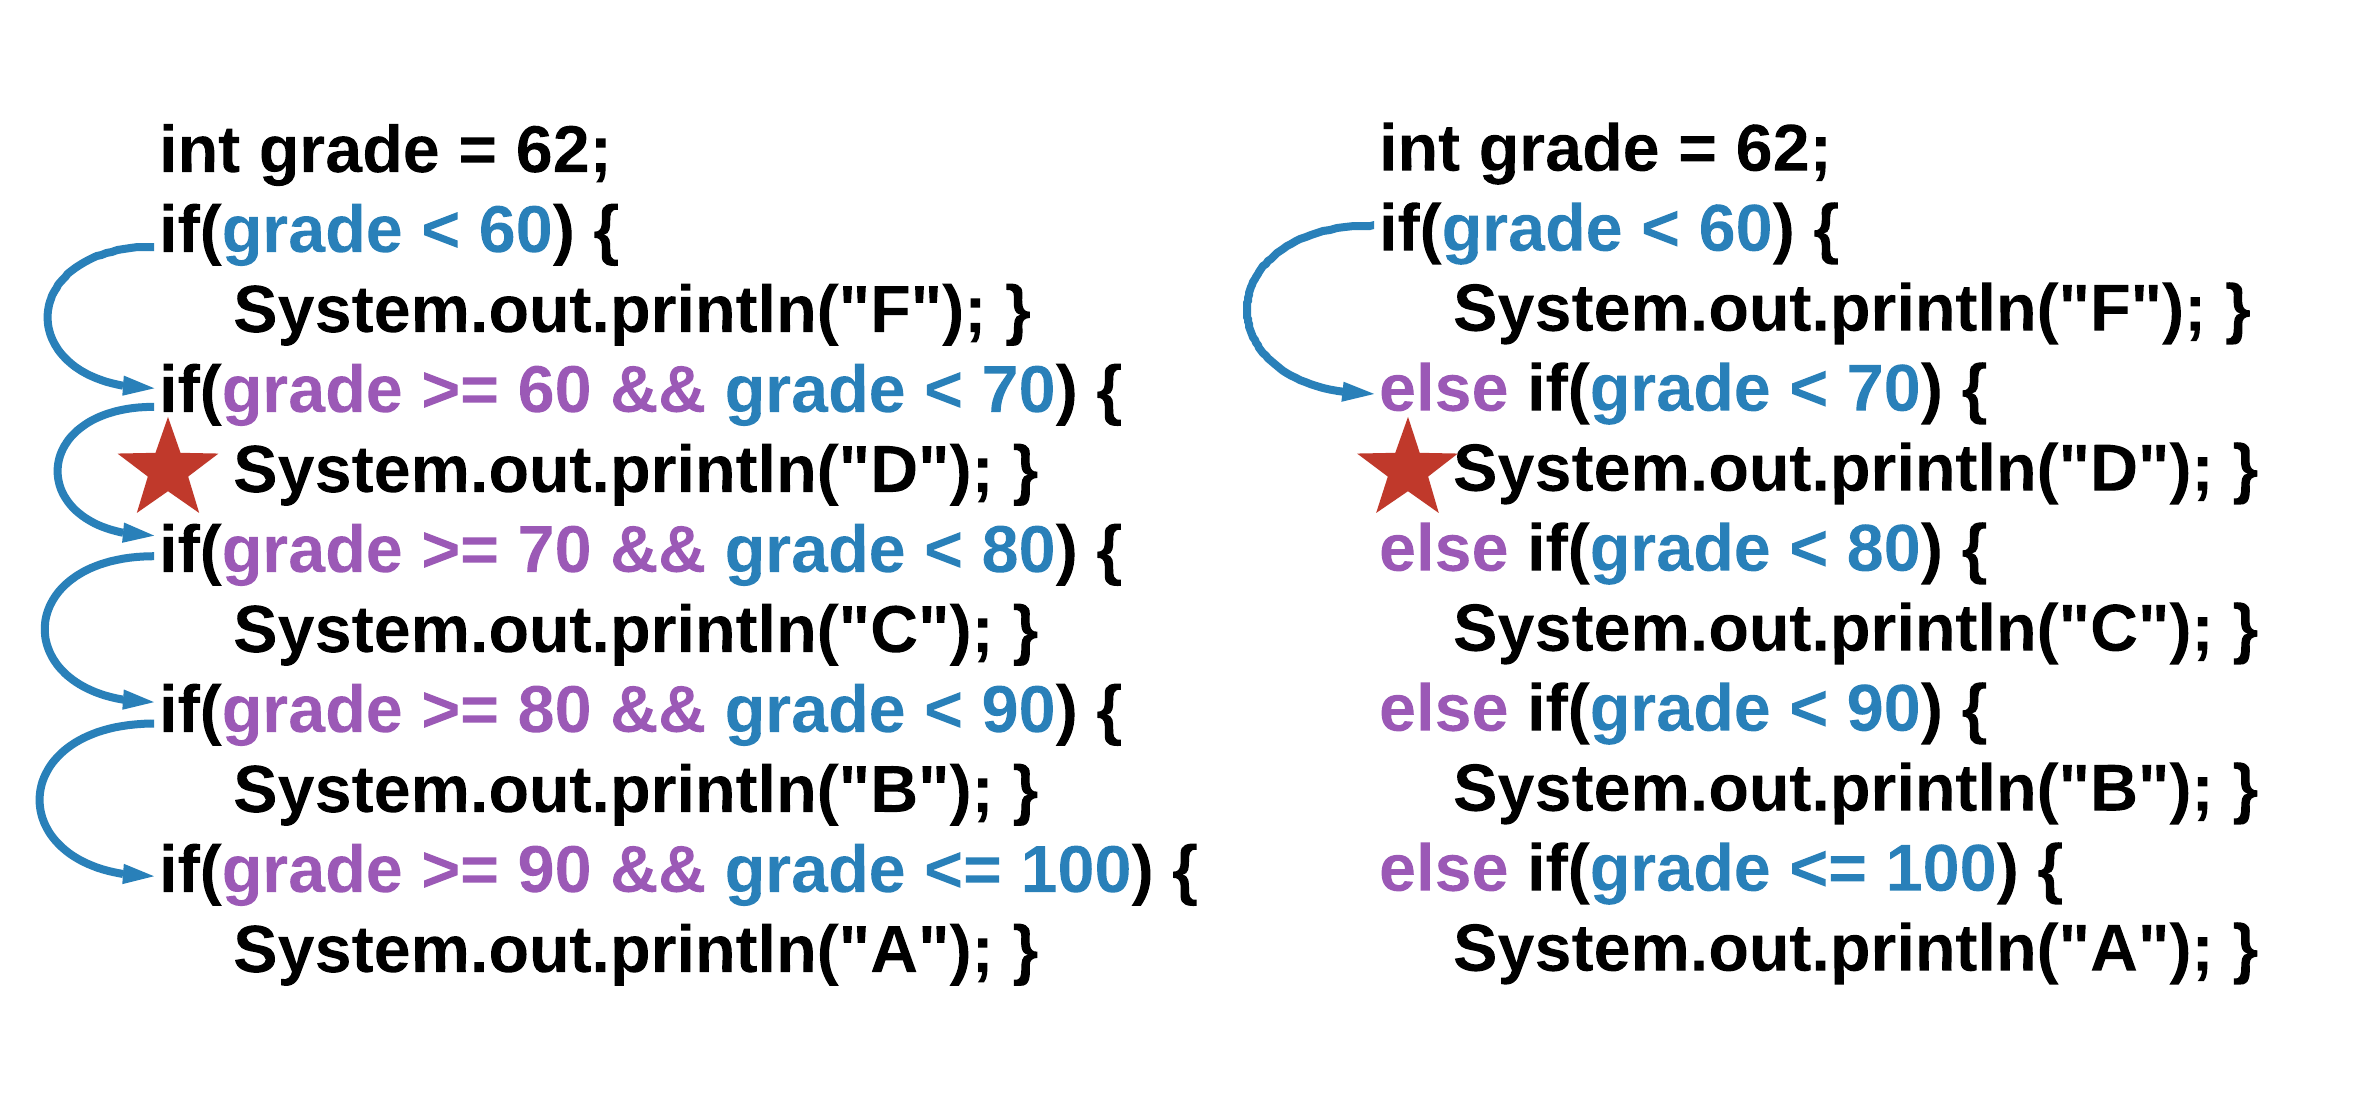 int grade = 62;
if(grade < 60) {
    System.out.println("F"); }
if(grade >= 60 && grade < 70) {
    System.out.println("D"); }
if(grade >= 70 && grade < 80) {
    System.out.println("C"); }
if(grade >= 80 && grade < 90) {
    System.out.println("B"); }
if(grade >= 90 && grade <= 100) {
    System.out.println("A"); }
int grade = 62;
if(grade < 60) {
    System.out.println("F"); }
else if(grade < 70) {
    System.out.println("D"); }
else if(grade < 80) {
    System.out.println("C"); }
else if(grade < 90) {
    System.out.println("B"); }
else if(grade <= 100) {
    System.out.println("A"); }